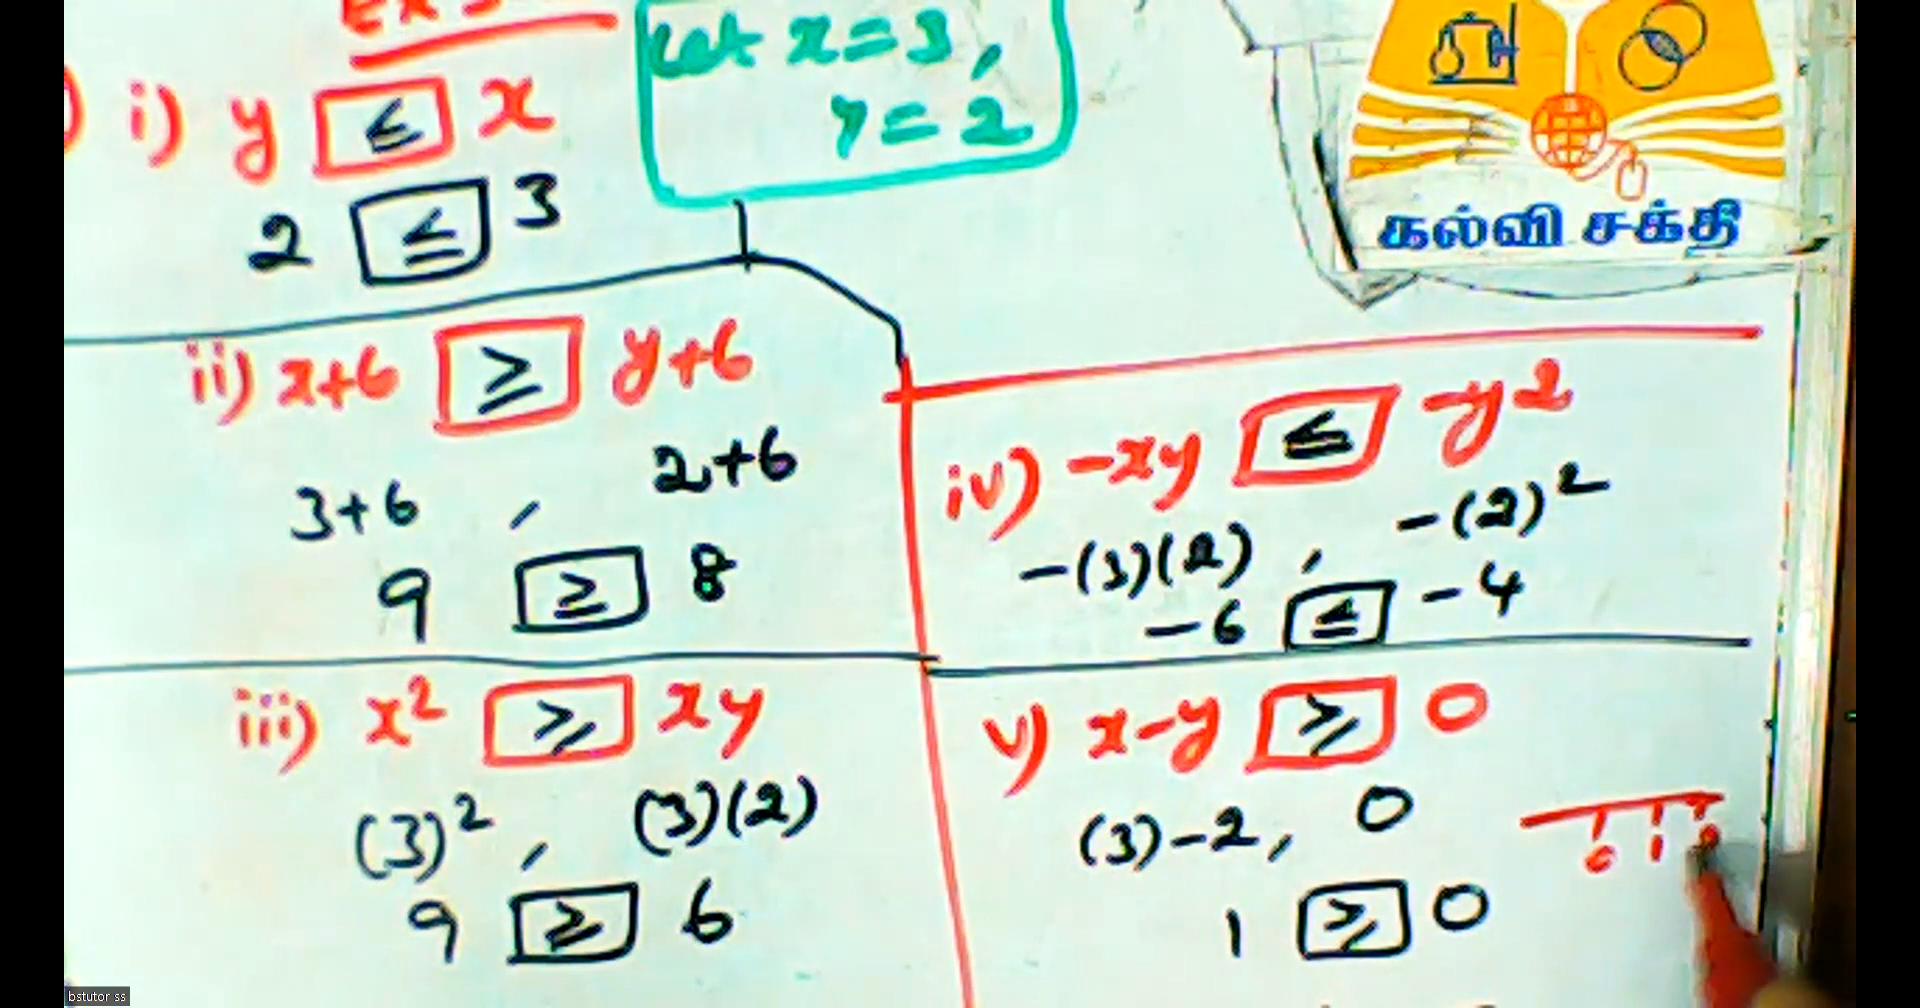 Let x=3,
y=2
i) y ≤ x
2 ≤ 3
ii) x+6 ≥ y+6
3+6 , 2+6
9 ≥ 8
iii) x² ≥ xy
(3)² , (3)(2)
9 ≥ 6
கல்வி சக்தி
iv) -xy ≤ -y²
-(3)(2) , -(2)²
-6 ≤ -4
v) x-y ≥ 0
(3)-2, 0
1 ≥ 0
0 1
bstutor ss